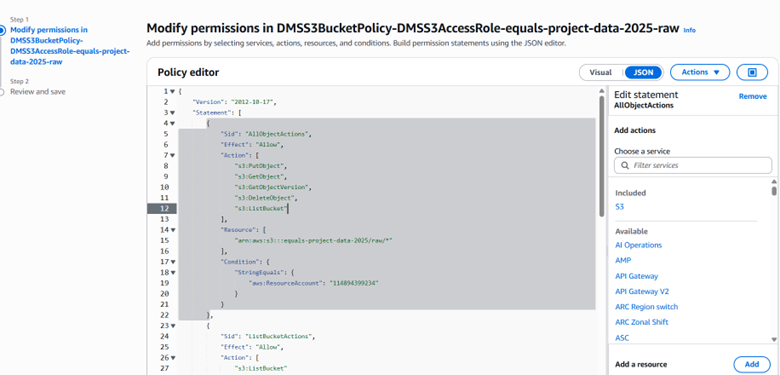 Step 1
Modify permissions in
DMSS3BucketPolicy-
DMSS3AccessRole-equals-project-
data-2025-raw
Step 2
Review and save
Modify permissions in DMSS3BucketPolicy-DMSS3AccessRole-equals-project-data-2025-raw Info
Add permissions by selecting services, actions, resources, and conditions. Build permission statements using the JSON editor.
Policy editor
Visual JSON Actions
1 {
2 "Version": "2012-10-17",
3 "Statement": [
4 {
5 "Sid": "AllObjectActions",
6 "Effect": "Allow",
7 "Action": [
8 "s3:PutObject",
9 "s3:GetObject",
10 "s3:GetObjectVersion",
11 "s3:DeleteObject",
12 "s3:ListBucket"
13 ],
14 "Resource": [
15 "arn:aws:s3:::equals-project-data-2025/raw/*"
16 ],
17 "Condition": {
18 "StringEquals": {
19 "aws:ResourceAccount": "114894399234"
20 }
21 }
22 },
23 {
24 "Sid": "ListBucketActions",
25 "Effect": "Allow",
26 "Action": [
27 "s3:ListBucket"
Edit statement
AllObjectActions
Remove
Add actions
Choose a service
Filter services
Included
S3
Available
AI Operations
AMP
API Gateway
API Gateway V2
ARC Region switch
ARC Zonal Shift
ASC
Add a resource
Add